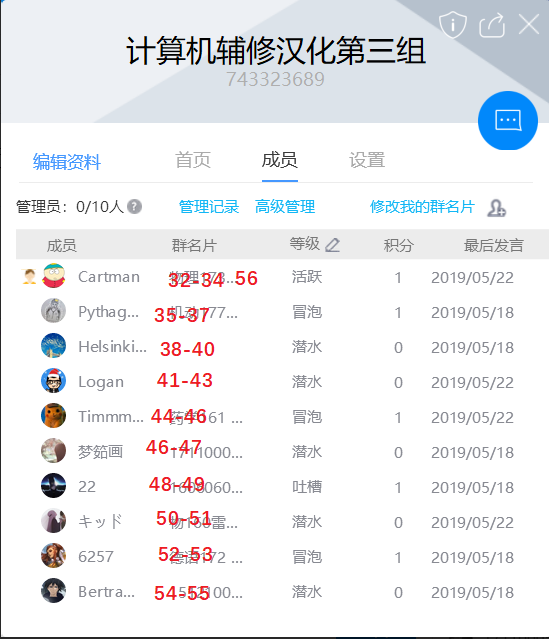 计算机辅修汉化第三组
743323689
编辑资料 首页 成员 设置
管理员：0/10人 管理记录 高级管理 修改我的群名片
成员 群名片 等级 积分 最后发言
Cartman 32-34 56 活跃 1 2019/05/22
Pythag... 35-37 冒泡 1 2019/05/18
Helsinki... 38-40 潜水 0 2019/05/18
Logan 41-43 潜水 0 2019/05/22
Timmm... 44-46 冒泡 1 2019/05/22
梦筎画 46-47 潜水 0 2019/05/18
22 48-49 吐槽 1 2019/05/18
キッド 50-51 潜水 0 2019/05/22
6257 52-53 冒泡 1 2019/05/18
Bertra... 54-55 潜水 0 2019/05/18